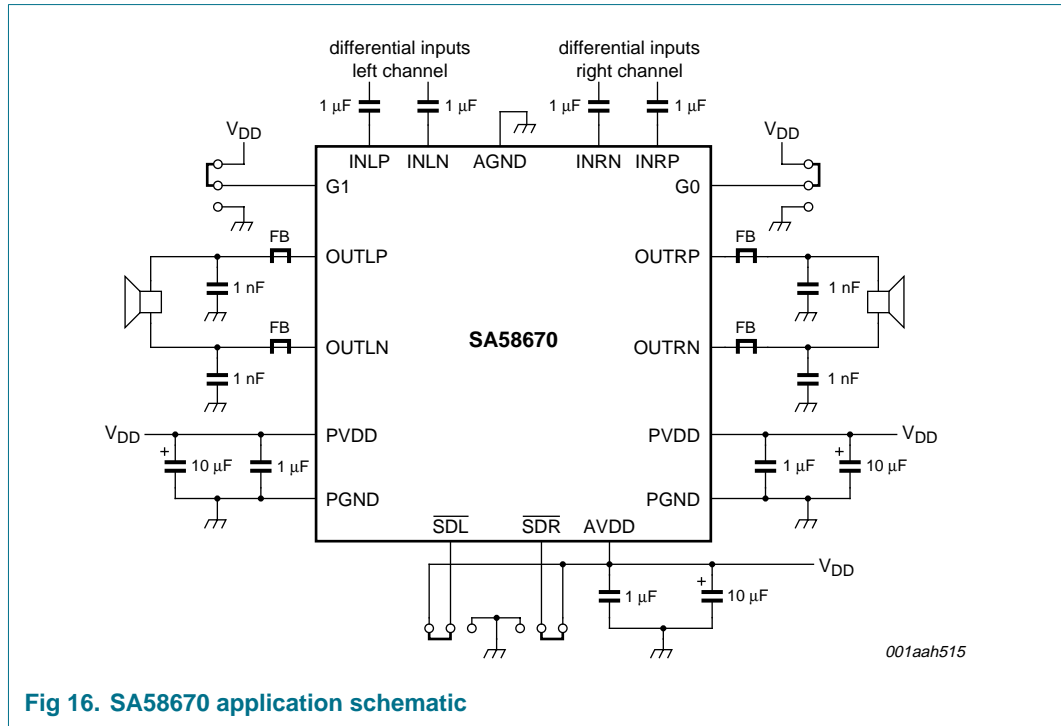 differential inputs
left channel
differential inputs
right channel
1 μF
1 μF
1 μF
1 μF
VDD
VDD
INLP
INLN
AGND
INRN
INRP
G1
G0
FB
OUTLP
OUTRP
FB
1 nF
1 nF
SA58670
FB
OUTLN
OUTRN
FB
1 nF
1 nF
VDD
PVDD
PVDD
VDD
+
10 μF
1 μF
1 μF
+
10 μF
PGND
PGND
SDL
SDR
AVDD
VDD
1 μF
+
10 μF
001aah515
Fig 16. SA58670 application schematic